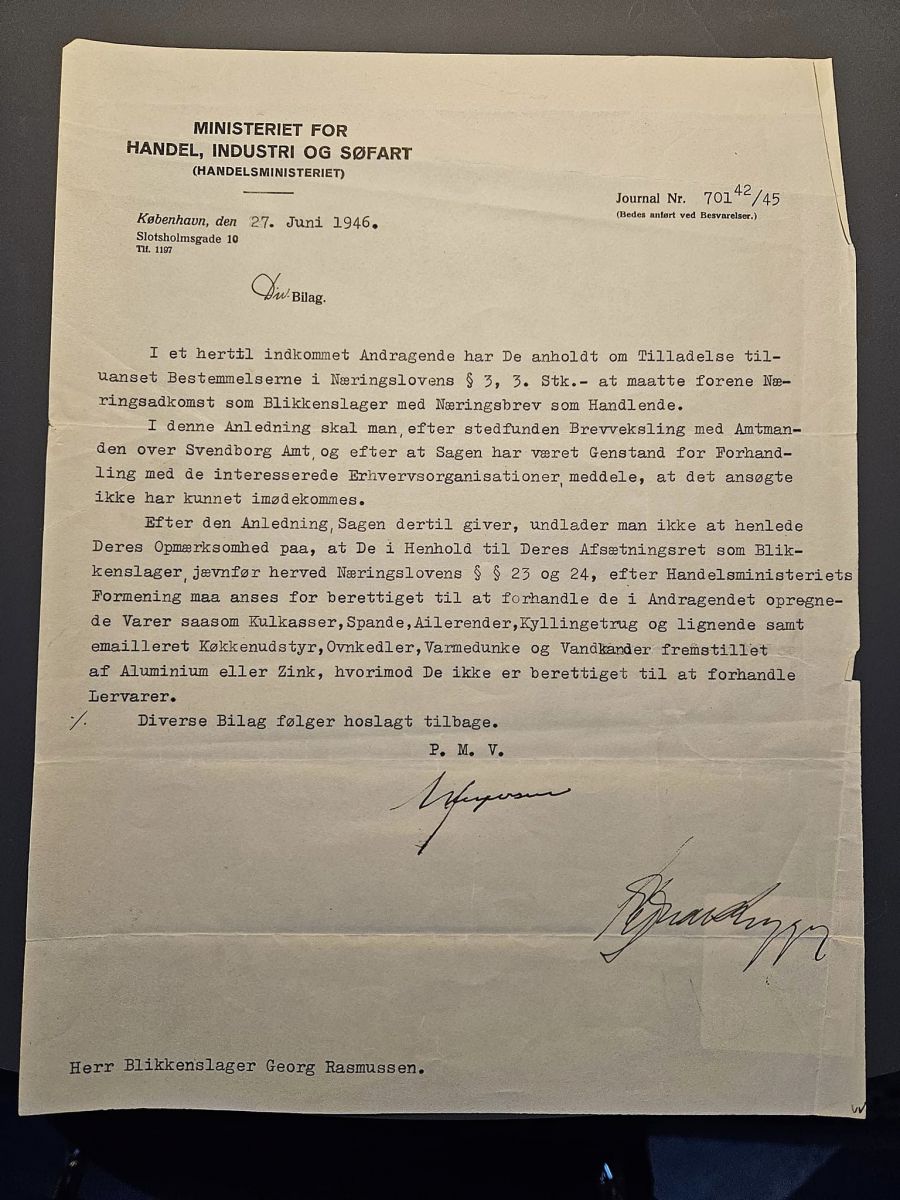 MINISTERIET FOR
HANDEL, INDUSTRI OG SØFART
(HANDELSMINISTERIET)
Journal Nr. 701⁴²/45
(Bedes anført ved Besvarelser.)
København, den 27. Juni 1946.
Slotsholmsgade 10
Tlf. 1197
Div. Bilag.
I et hertil indkommet Andragende har De anholdt om Tilladelse til-
uanset Bestemmelserne i Næringslovens § 3, 3. Stk.- at maatte forene Næ-
ringsadkomst som Blikkenslager med Næringsbrev som Handlende.
I denne Anledning skal man, efter stedfunden Brevveksling med Amtman-
den over Svendborg Amt, og efter at Sagen har været Genstand for Forhand-
ling med de interesserede Erhvervsorganisationer, meddele, at det ansøgte
ikke har kunnet imødekommes.
Efter den Anledning, Sagen dertil giver, undlader man ikke at henlede
Deres Opmærksomhed paa, at De i Henhold til Deres Afsætningsret som Blik-
kenslager, jævnfør herved Næringslovens § § 23 og 24, efter Handelsministeriets
Formening maa anses for berettiget til at forhandle de i Andragendet opregne-
de Varer saasom Kulkasser, Spande, Ailerender, Kyllingetrug og lignende samt
emailleret Køkkenudstyr, Ovnkedler, Varmedunke og Vandkander fremstillet
af Aluminium eller Zink, hvorimod De ikke er berettiget til at forhandle
Lervarer.
./. Diverse Bilag følger hoslagt tilbage.
P. M. V.
Herr Blikkenslager Georg Rasmussen.